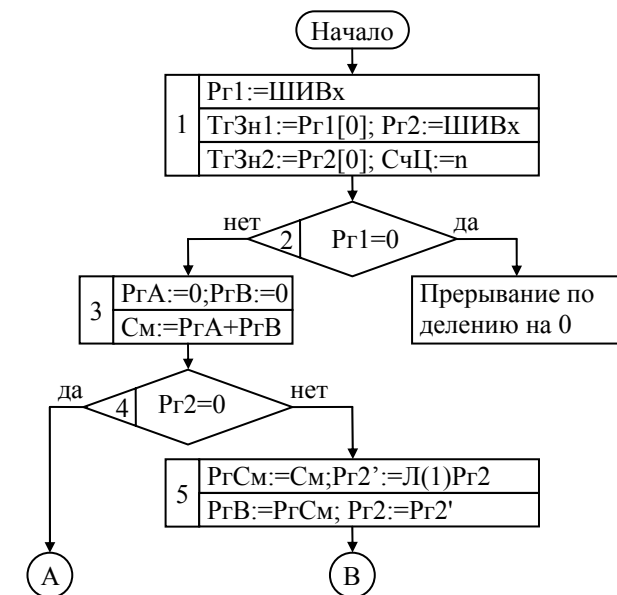 Начало
1
Рг1:=ШИВх
ТгЗн1:=Рг1[0]; Рг2:=ШИВх
ТгЗн2:=Рг2[0]; СчЦ:=n
нет
2
Рг1=0
да
3
РгА:=0;РгВ:=0
См:=РгА+РгВ
Прерывание по
делению на 0
да
4
Рг2=0
нет
5
РгСм:=См;Рг2’:=Л(1)Рг2
РгВ:=РгСм; Рг2:=Рг2'
А
В